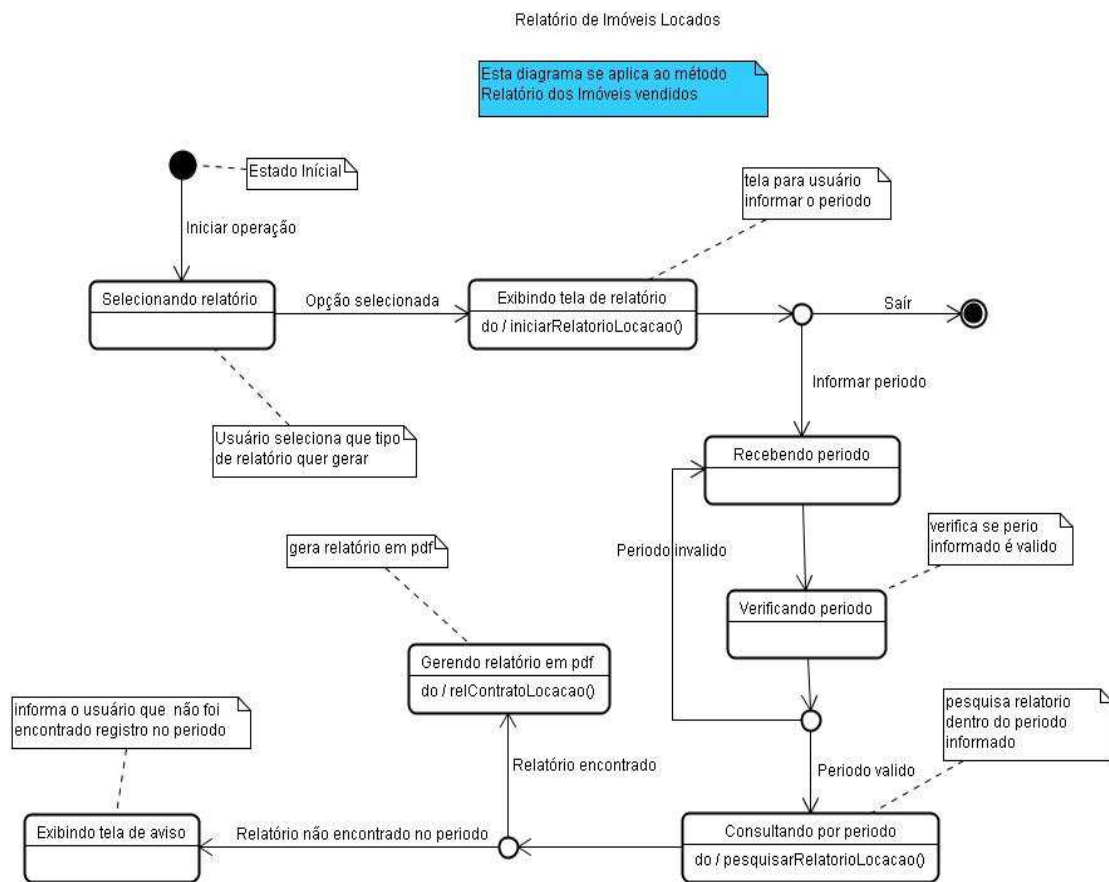 Relatório de Imóveis Locados
Esta diagrama se aplica ao método
Relatório dos Imóveis vendidos
Estado Inícial
tela para usuário
informar o periodo
Iniciar operação
Selecionando relatório
Opção selecionada
Exibindo tela de relatório
do / iniciarRelatorioLocacao()
Saír
Informar periodo
Usuário seleciona que tipo
de relatório quer gerar
Recebendo periodo
gera relatório em pdf
Periodo invalido
verifica se perio
informado é valido
Verificando periodo
Gerendo relatório em pdf
do / relContratoLocacao()
informa o usuário que não foi
encontrado registro no periodo
pesquisa relatorio
dentro do periodo
informado
Relatório encontrado
Periodo valido
Exibindo tela de aviso
Relatório não encontrado no periodo
Consultando por periodo
do / pesquisarRelatorioLocacao()